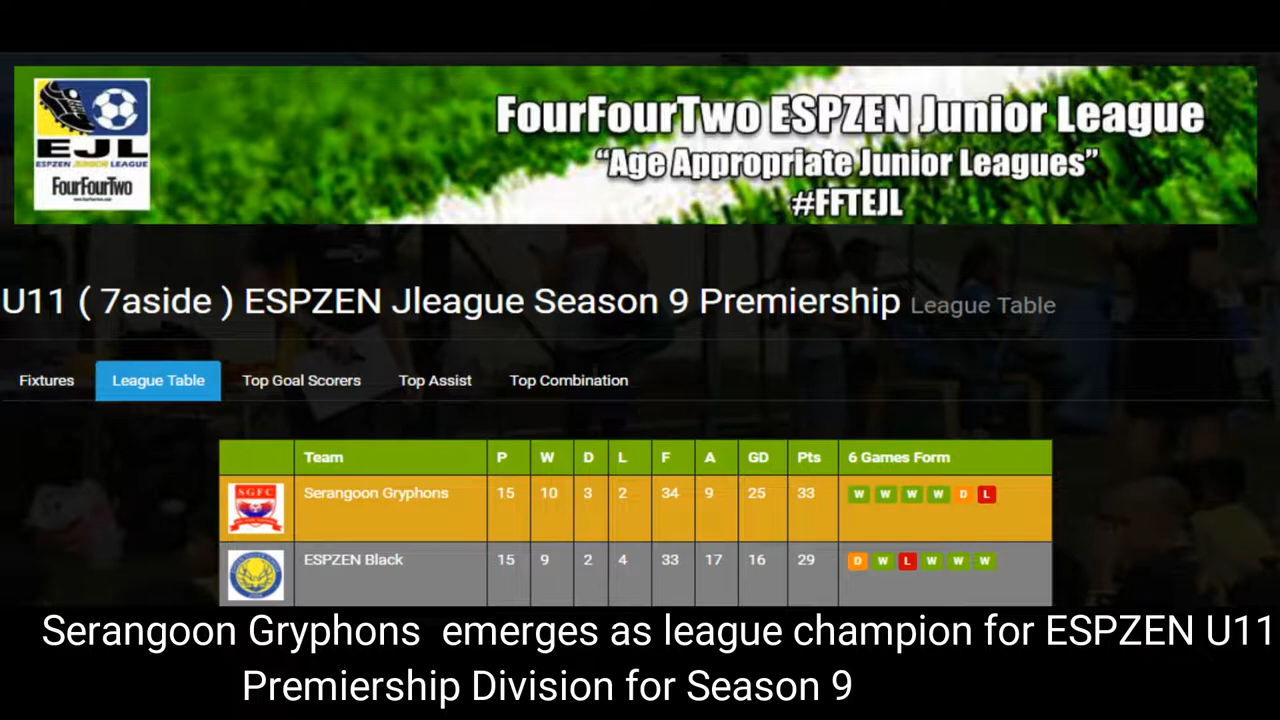 FourFourTwo ESPZEN Junior League
EJL
ESPZEN JUNIOR LEAGUE
"Age Appropriate Junior Leagues"
FourFourTwo
#FFTEJL
U11 ( 7aside ) ESPZEN Jleague Season 9 Premiership League Table
Fixtures League Table Top Goal Scorers Top Assist Top Combination
Team P W D L F A GD Pts 6 Games Form
SGFC Serangoon Gryphons 15 10 3 2 34 9 25 33 W W W W D L
ESPZEN Black 15 9 2 4 33 17 16 29 D W L W W W
Serangoon Gryphons emerges as league champion for ESPZEN U11
Premiership Division for Season 9